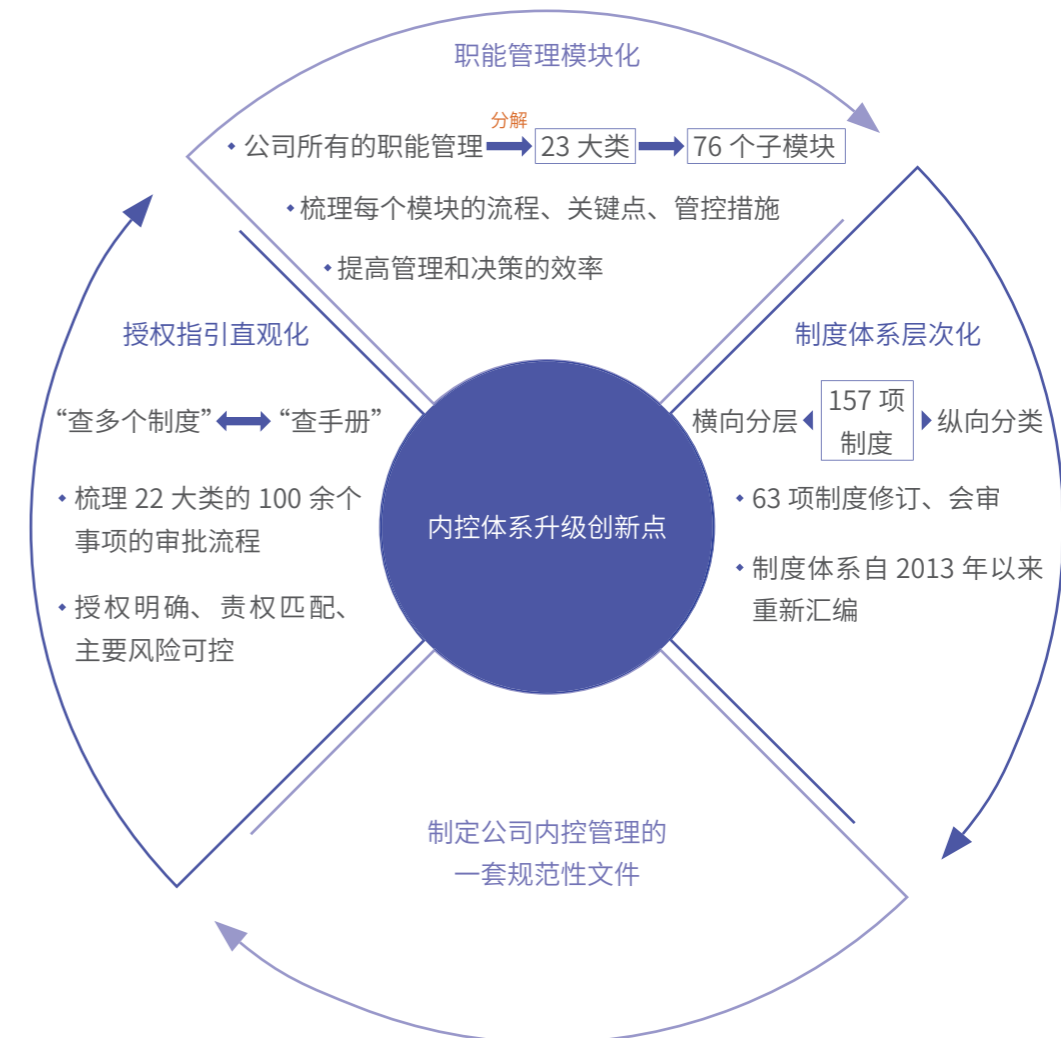 职能管理模块化
分解
公司所有的职能管理 23 大类 76 个子模块
梳理每个模块的流程、关键点、管控措施
提高管理和决策的效率
制度体系层次化
横向分层 157 项 纵向分类
制度
63 项制度修订、会审
制度体系自 2013 年以来
重新汇编
制定公司内控管理的
一套规范性文件
授权指引直观化
“查多个制度” “查手册”
梳理 22 大类的 100 余个
事项的审批流程
授权明确、责权匹配、
主要风险可控
内控体系升级创新点